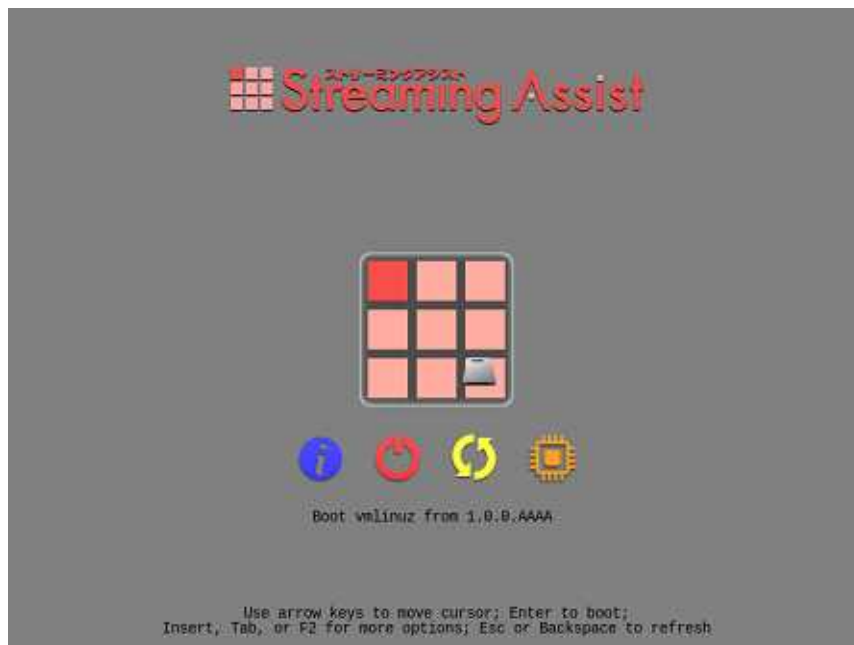 ストリーミングアシスト
Streaming Assist
Boot vmlinuz from 1.0.0.AAAA
Use arrow keys to move cursor; Enter to boot;
Insert, Tab, or F2 for more options; Esc or Backspace to refresh